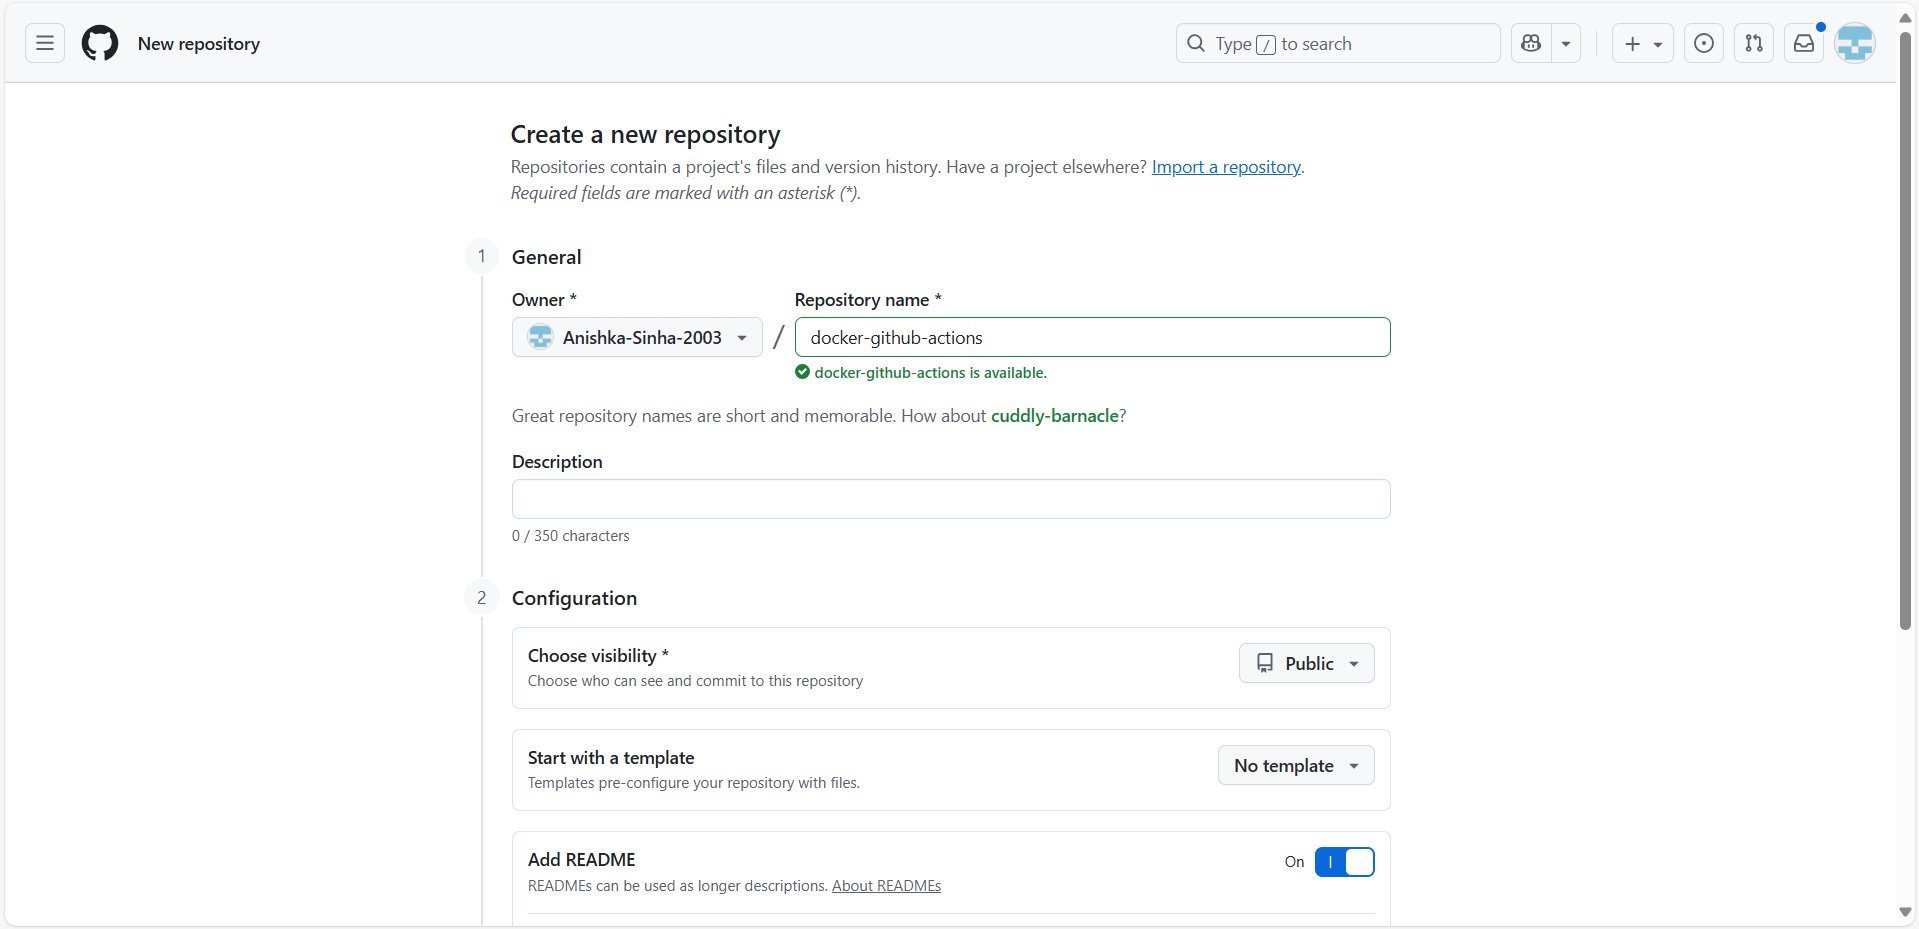 New repository
Type / to search
Create a new repository
Repositories contain a project's files and version history. Have a project elsewhere? Import a repository.
Required fields are marked with an asterisk (*).
1 General
Owner * Repository name *
Anishka-Sinha-2003 / docker-github-actions
docker-github-actions is available.
Great repository names are short and memorable. How about cuddly-barnacle?
Description
0 / 350 characters
2 Configuration
Choose visibility *
Choose who can see and commit to this repository
Public
Start with a template
Templates pre-configure your repository with files.
No template
Add README
READMEs can be used as longer descriptions. About READMEs
On